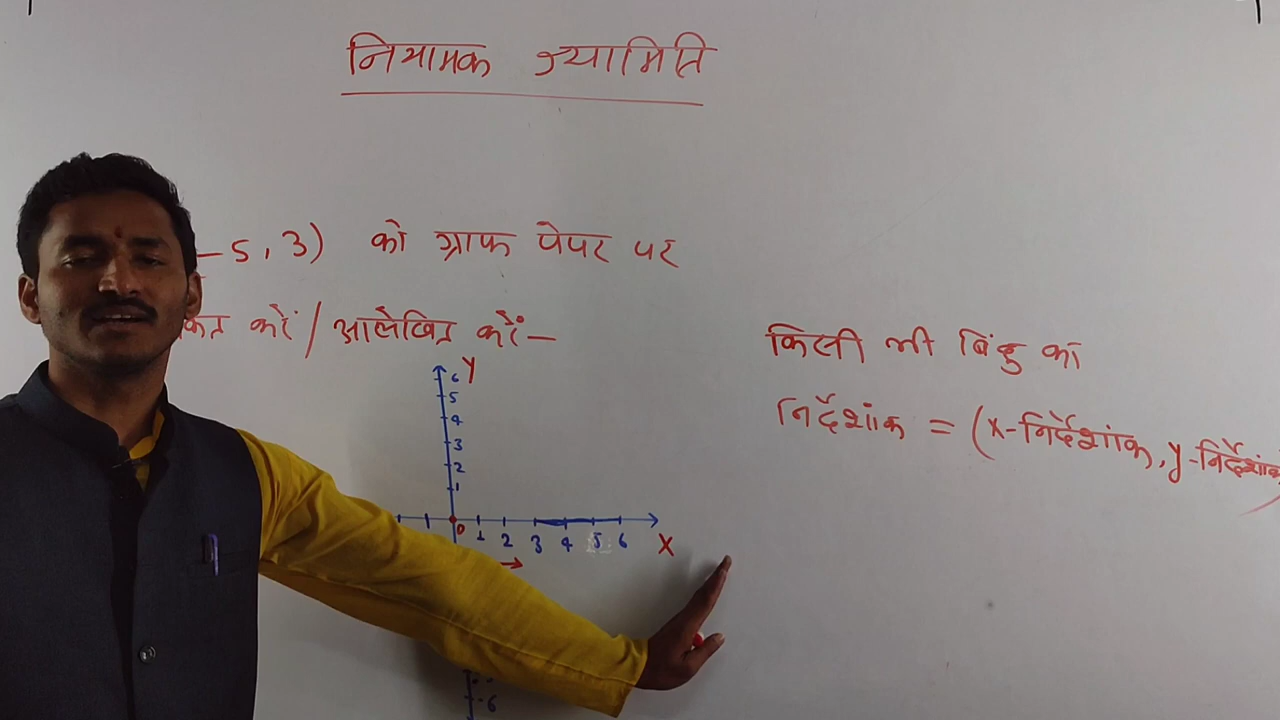 नियामक ज्यामिति
-5, 3) को ग्राफ पेपर पर
कित करें / आलेखित करें-
Y
6
5
4
3
2
1
0 1 2 3 4 5 6 X
-6
किसी भी बिंदु का
निर्देशांक = (x-निर्देशांक, y-निर्देशांक)